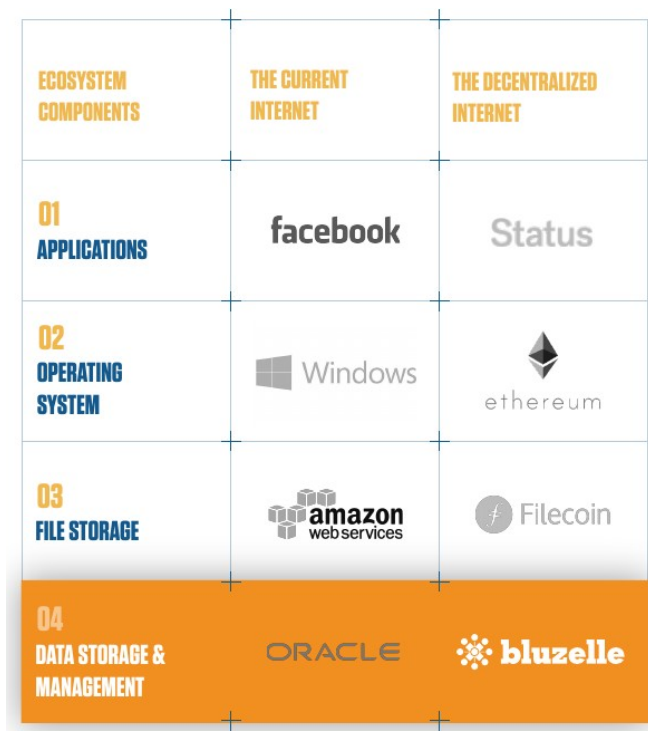 ECOSYSTEM
COMPONENTS
THE CURRENT
INTERNET
THE DECENTRALIZED
INTERNET
01
APPLICATIONS
facebook
Status
02
OPERATING
SYSTEM
Windows
ethereum
03
FILE STORAGE
amazon
webservices
Filecoin
04
DATA STORAGE &
MANAGEMENT
ORACLE
bluzelle